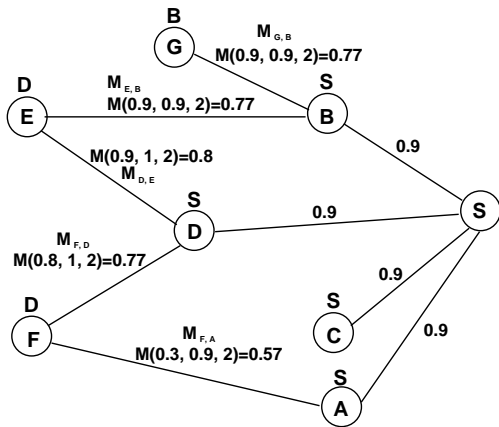 B
G
M G, B
M(0.9, 0.9, 2)=0.77
D
E
M E, B
M(0.9, 0.9, 2)=0.77
S
B
0.9
M(0.9, 1, 2)=0.8
M D, E
S
D
0.9
S
M F, D
M(0.8, 1, 2)=0.77
0.9
S
C
D
F
M F, A
M(0.3, 0.9, 2)=0.57
0.9
S
A